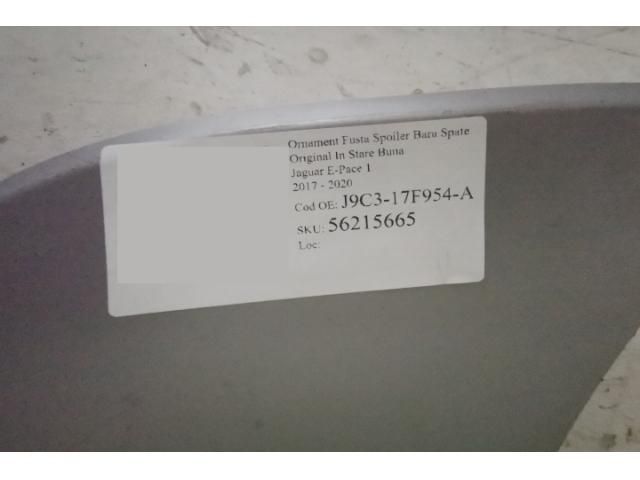 Ornament Fusta Spoiler Bara Spate
Original In Stare Buna
Jaguar E-Pace 1
2017 - 2020
Cod OE: J9C3-17F954-A
SKU: 56215665
Loc: